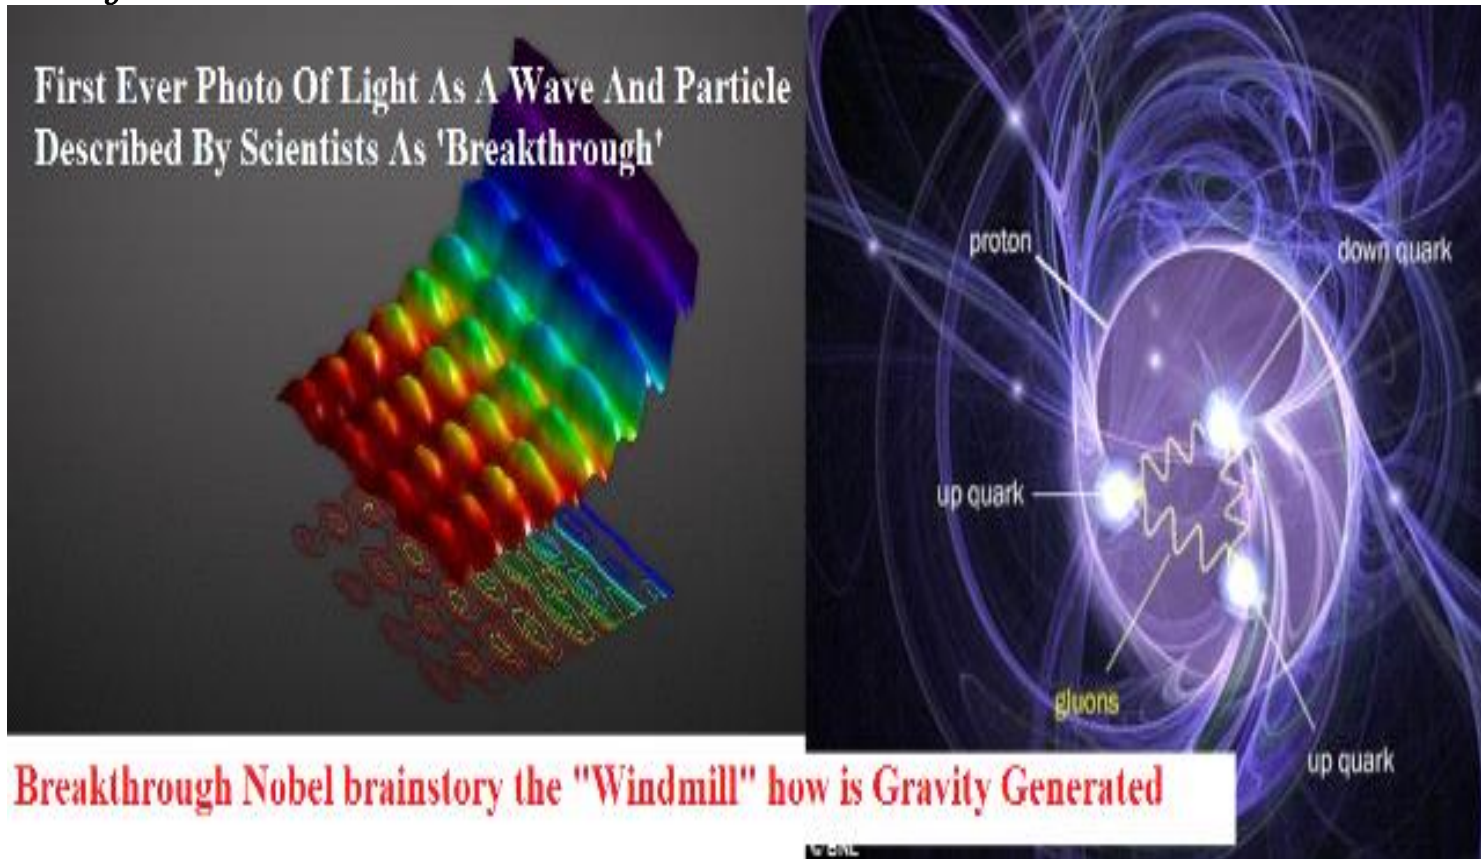 First Ever Photo Of Light As A Wave And Particle
Described By Scientists As 'Breakthrough'
proton
down quark
up quark
gluons
up quark
Breakthrough Nobel brainstory the "Windmill" how is Gravity Generated